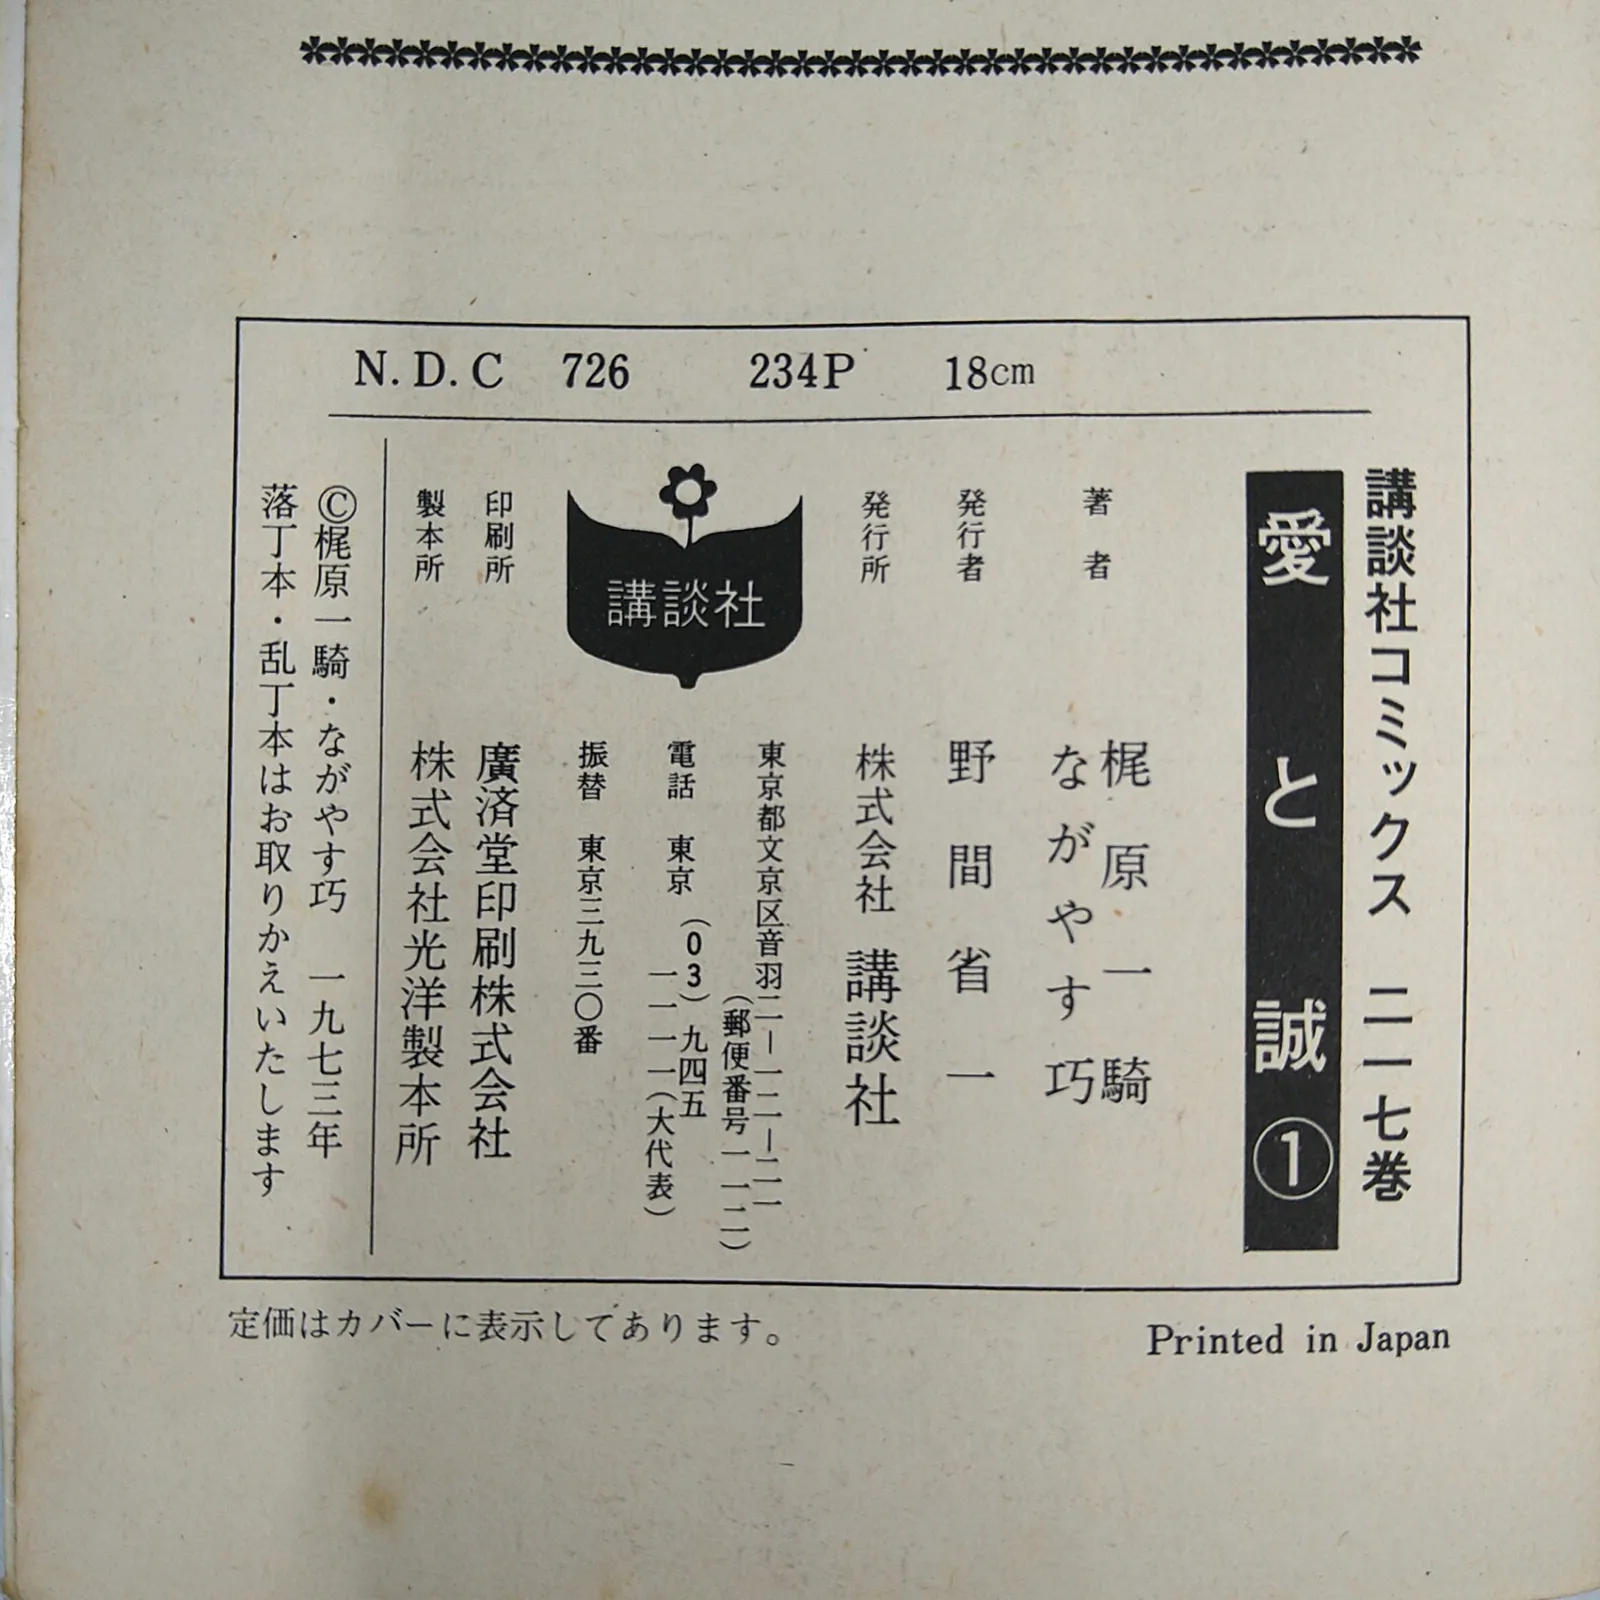 N.D.C 726 234P 18cm
講談社コミックス 二一七巻
愛と誠①
著者
梶原一騎
ながやす巧
発行者 野間省一
発行所 株式会社 講談社
東京都文京区音羽二ー一二ー二一
(郵便番号一一二)
電話 東京 (03) 九四五
一一一一(大代表)
振替 東京三九三〇番
講談社
印刷所 廣済堂印刷株式会社
製本所 株式会社光洋製本所
©梶原一騎・ながやす巧 一九七三年
落丁本・乱丁本はお取りかえいたします
定価はカバーに表示してあります。
Printed in Japan